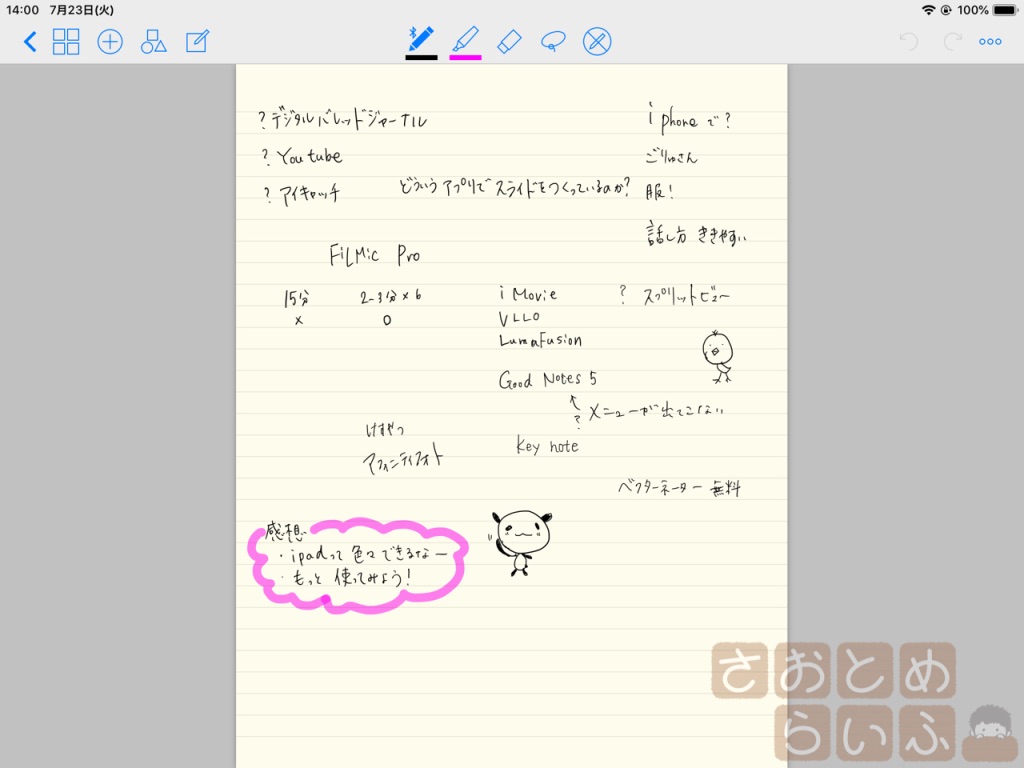 14:00 7月23日(火)
100%
?デジタルバレッドジャーナル
iphoneで?
? Youtube
ごりゅさん
? アイキャッチ
どういうアプリでスライドをつくっているのか?
服!
話し方 ききやすい
FiLMic Pro
15分 2-3分×6
× ○
i Movie
VLLO
LumaFusion
? スプリットビュー
Good Notes 5
↑
? メニューが出てこない
けすやつ
アフィニティフォト
Key note
ベクターネーター 無料
感想
・ipadって色々できるなー
・もっと使ってみよう!
さおとめ
らいふ